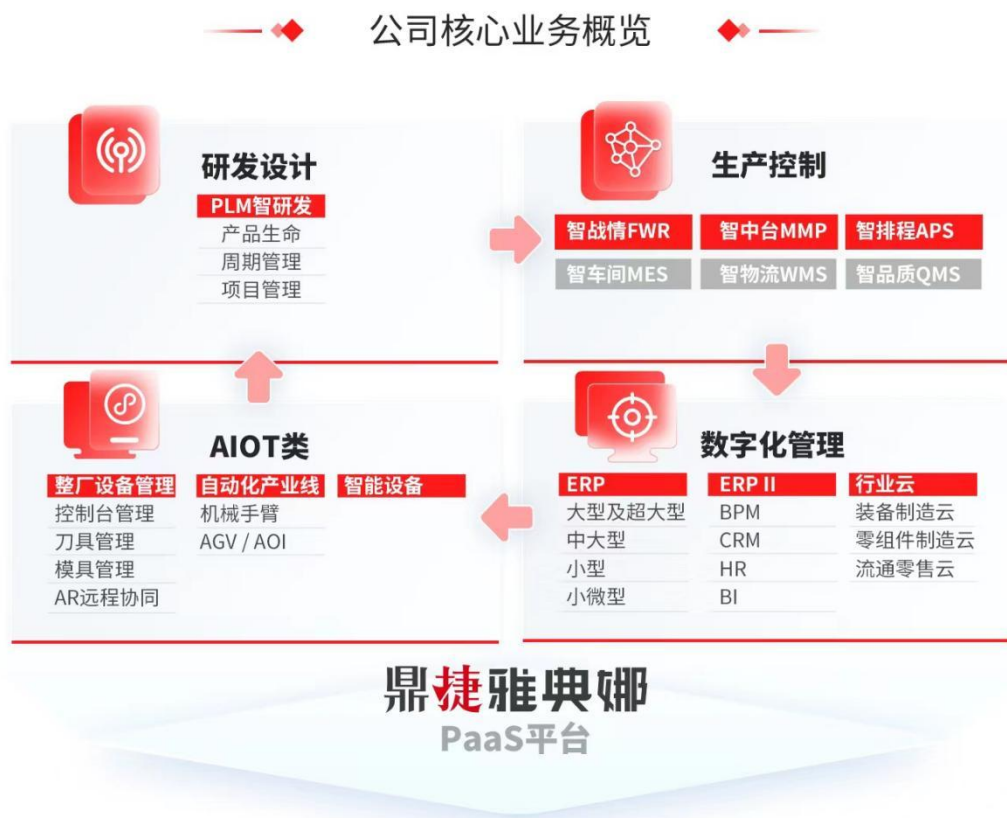 公司核心业务概览
研发设计
PLM智研发
产品生命
周期管理
项目管理
生产控制
智战情FWR 智中台MMP 智排程APS
智车间MES 智物流WMS 智品质QMS
AIOT类
整厂设备管理 自动化产业线 智能设备
控制台管理 机械手臂
刀具管理 AGV / AOI
模具管理
AR远程协同
数字化管理
ERP ERP II 行业云
大型及超大型 BPM 装备制造云
中大型 CRM 零组件制造云
小型 HR 流通零售云
小微型 BI
鼎捷雅典娜
PaaS平台